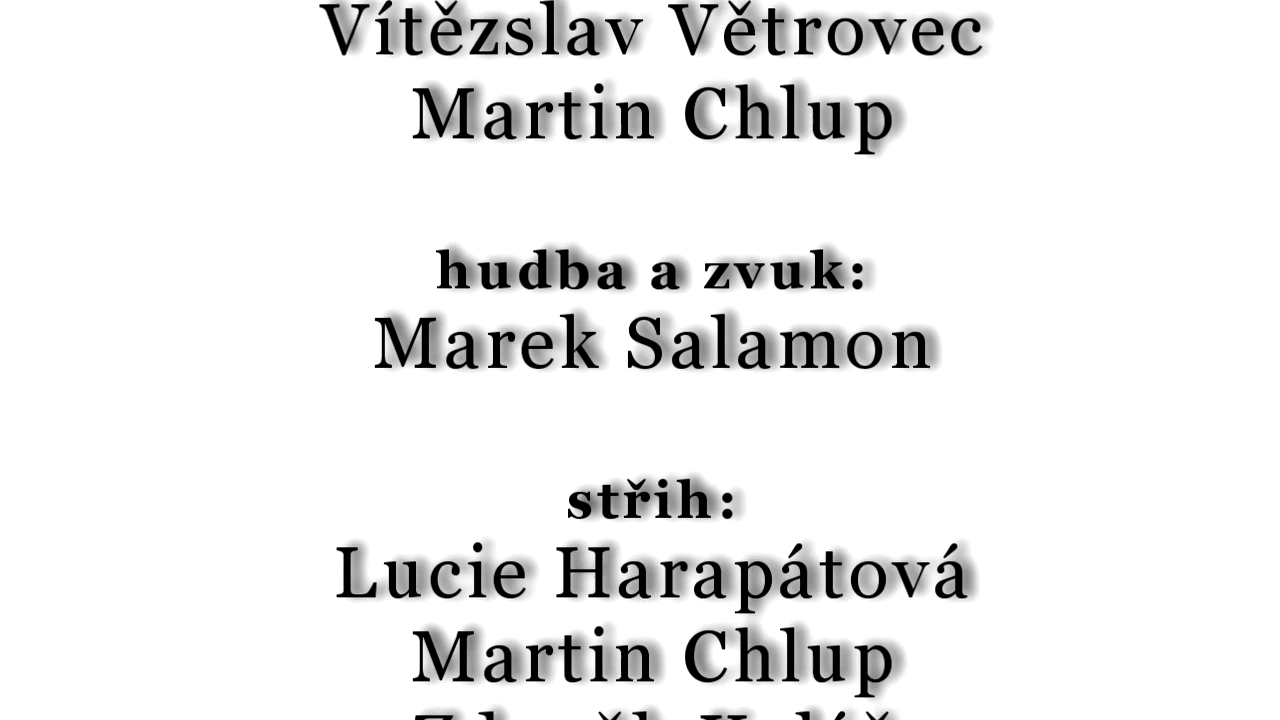 Vítězslav Větrovec
Martin Chlup
hudba a zvuk:
Marek Salamon
střih:
Lucie Harapátová
Martin Chlup